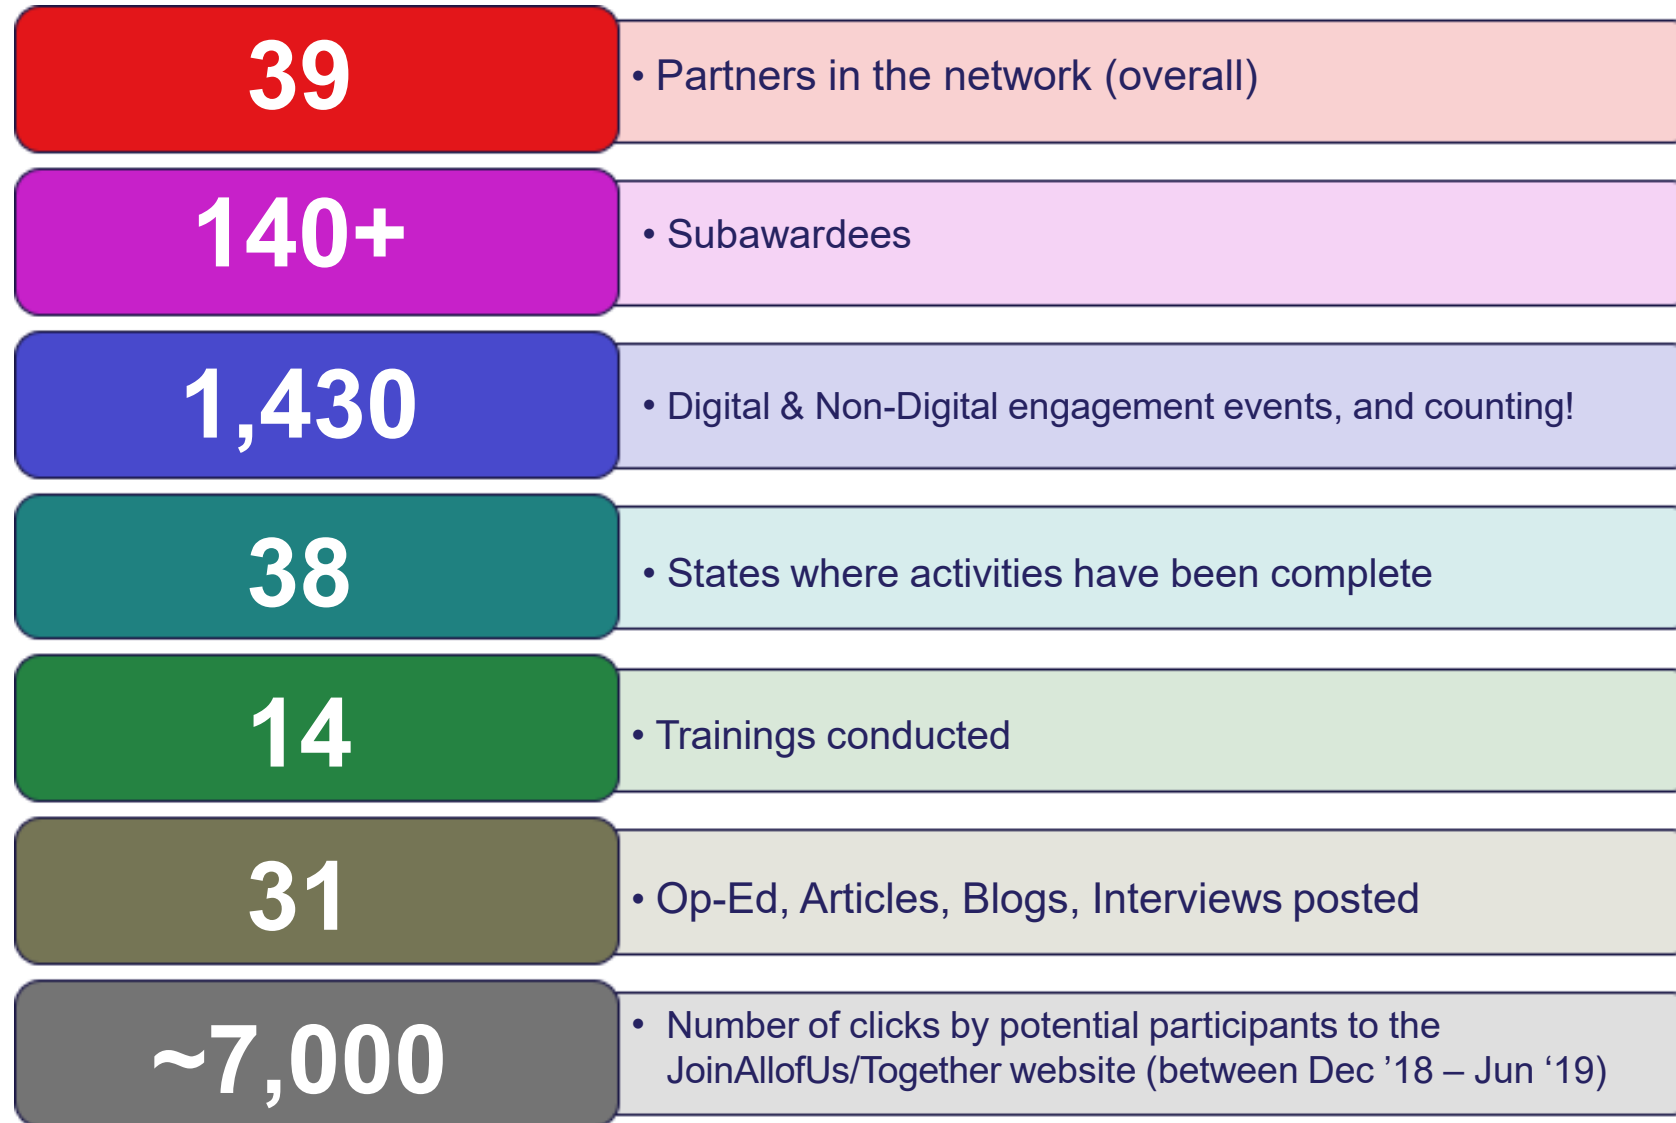 39
• Partners in the network (overall)
140+
• Subawardees
1,430
• Digital & Non-Digital engagement events, and counting!
38
• States where activities have been complete
14
• Trainings conducted
31
• Op-Ed, Articles, Blogs, Interviews posted
~7,000
• Number of clicks by potential participants to the
JoinAllofUs/Together website (between Dec ’18 – Jun ‘19)